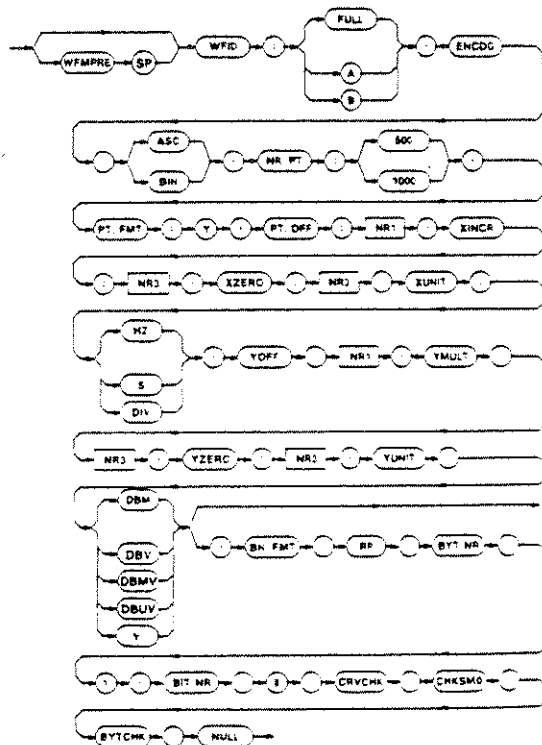 FULL
WFMPRE SP WFID : A , ENCDG
B
ASC 500
: , NR.PT : ,
BIN 1000
PT.FMT : Y , PT.OFF : NR1 , XINCR
: NR3 , XZERO : NR3 , XUNIT :
HZ
S , YOFF : NR1 , YMULT :
DIV
NR3 , YZERO : NR3 , YUNIT :
DBM
DBV , BN.FMT : RP , BYT.NR :
DBMV
DBUV
V
1 , BIT.NR : 8 , CRVCHK : CHKSM0 ,
BYTCHK : NULL